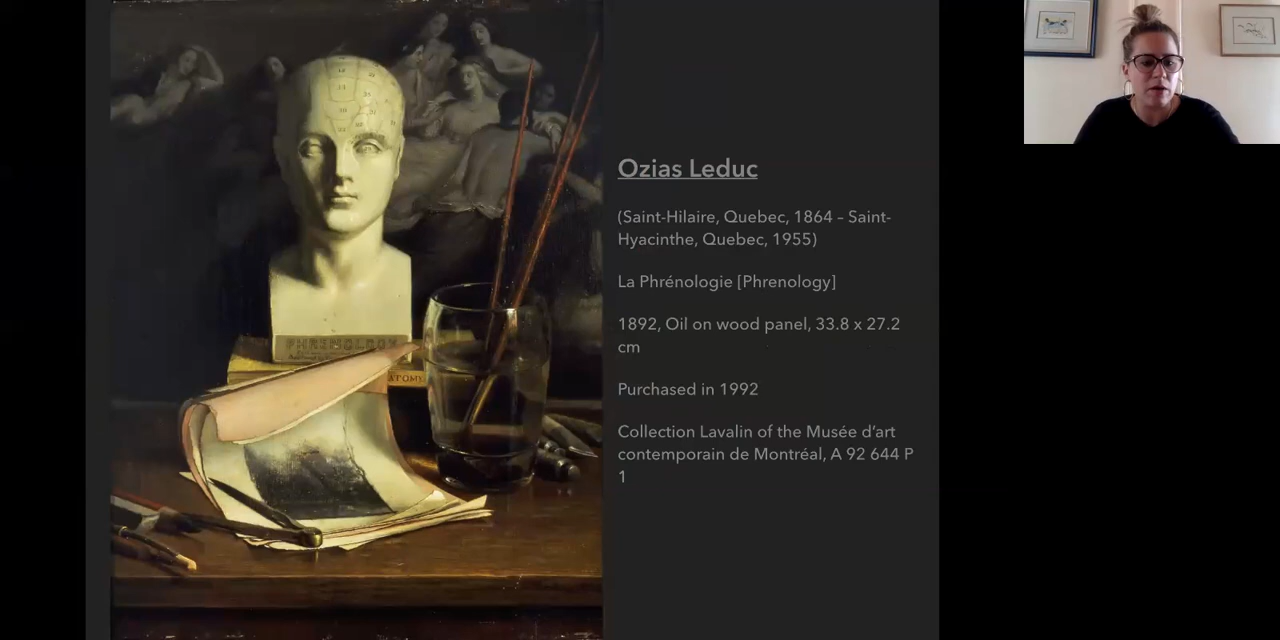 Ozias Leduc
(Saint-Hilaire, Quebec, 1864 – Saint-
Hyacinthe, Quebec, 1955)
La Phrénologie [Phrenology]
1892, Oil on wood panel, 33.8 x 27.2
cm
Purchased in 1992
Collection Lavalin of the Musée d’art
contemporain de Montréal, A 92 644 P
1
PHRENOLOGY